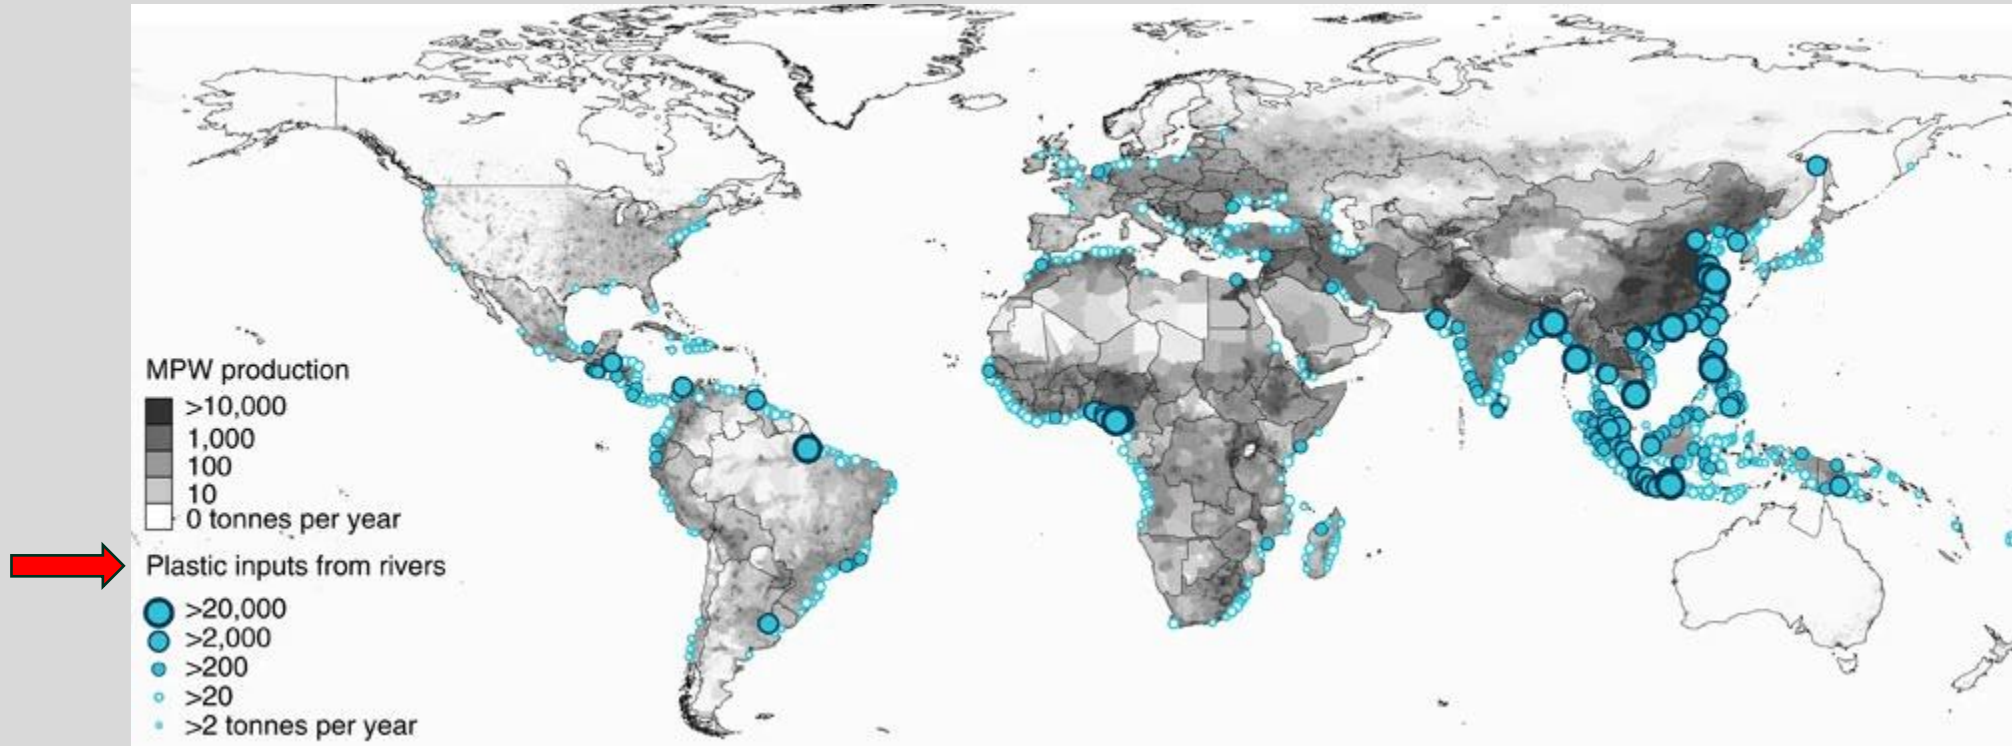 MPW production
>10,000
1,000
100
10
0 tonnes per year
Plastic inputs from rivers
>20,000
>2,000
>200
>20
>2 tonnes per year